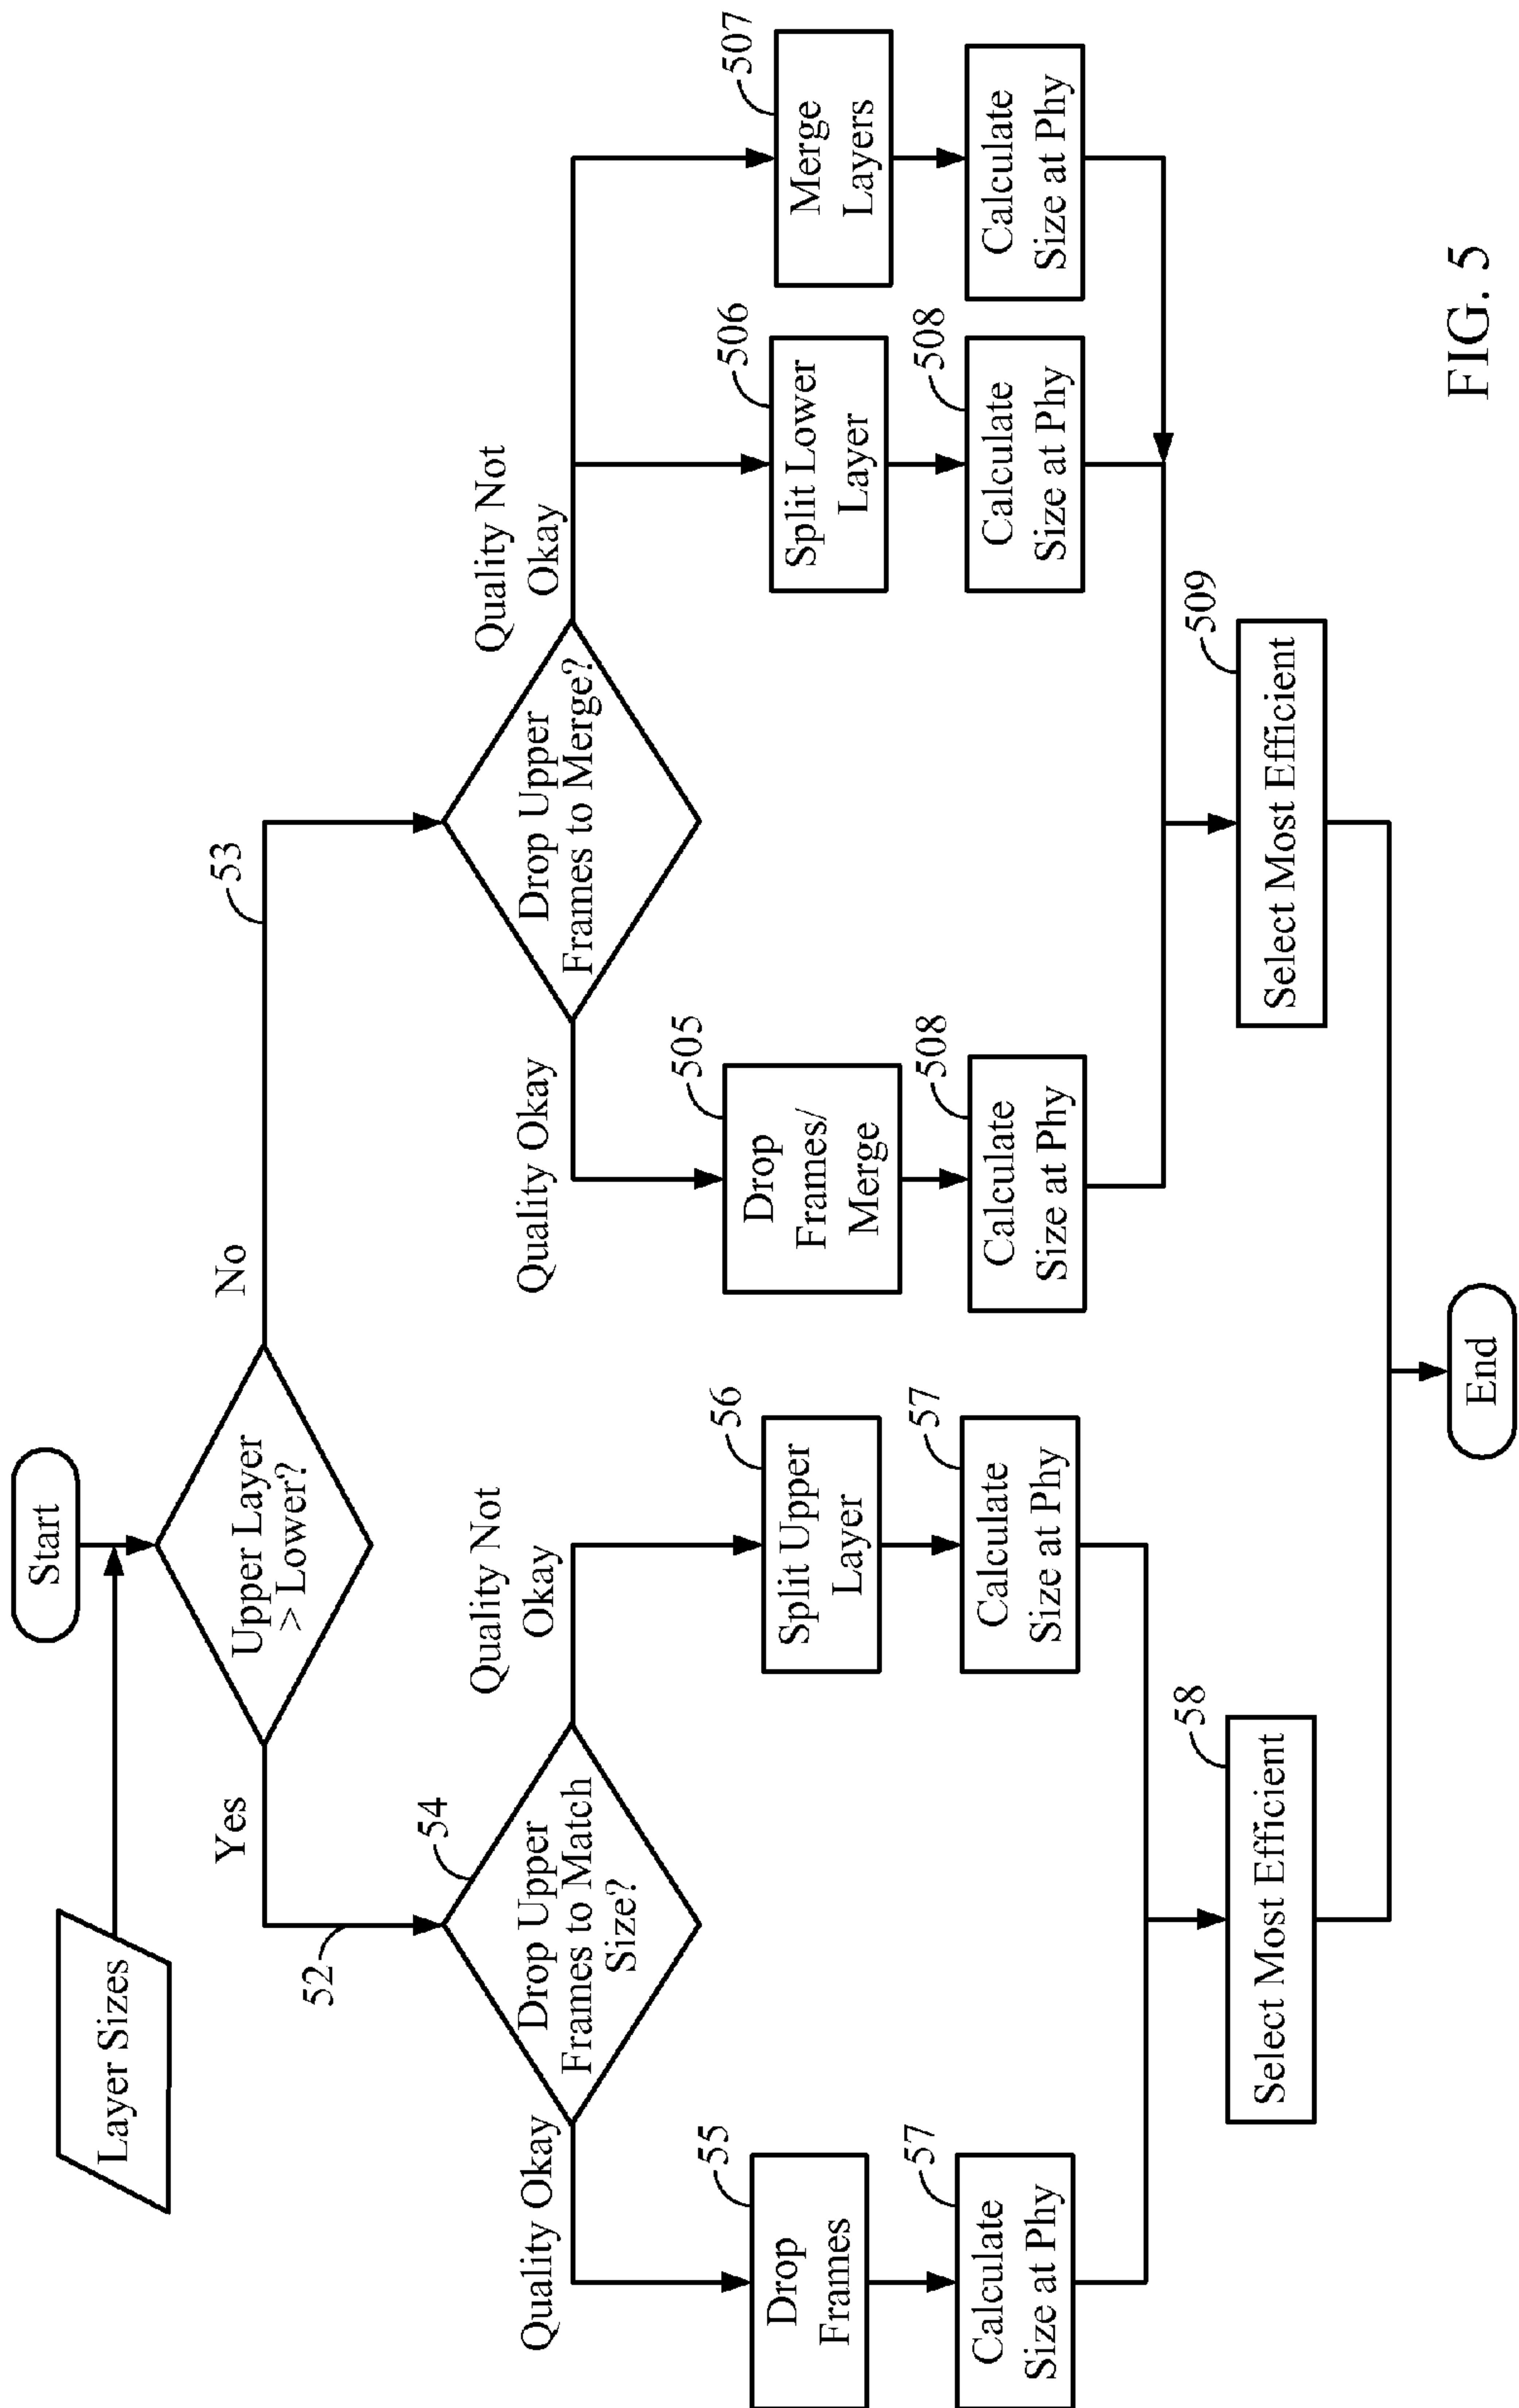 Start
Layer Sizes
Upper Layer
> Lower?
Yes
No
52
53
54
Drop Upper
Frames to Match
Size?
Drop Upper
Frames to Merge?
Quality Okay
Quality Not
Okay
Quality Okay
Quality Not
Okay
55
Drop
Frames
56
Split Upper
Layer
505
Drop
Frames/
Merge
506
Split Lower
Layer
507
Merge
Layers
57
Calculate
Size at Phy
57
Calculate
Size at Phy
508
Calculate
Size at Phy
508
Calculate
Size at Phy
Calculate
Size at Phy
58
Select Most Efficient
509
Select Most Efficient
End
FIG. 5